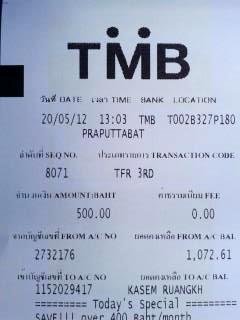 TMB
วันที่ DATE เวลา TIME BANK LOCATION
20/05/12 13:03 TMB T002B327P180
PRAPUTTABAT
ลำดับที่ SEQ NO. ประเภทรายการ TRANSACTION CODE
8071 TFR 3RD
จำนวนเงิน AMOUNT:BAHT ค่าธรรมเนียม FEE
500.00 0.00
จากบัญชีเลขที่ FROM A/C NO ยอดคงเหลือ FROM A/C BAL
2732176 1,072.61
เข้าบัญชีเลขที่ TO A/C NO ยอดคงเหลือ TO A/C BAL
1152029417 KASEM RUANGKH
========= Today's Special =========
SAVE!!! over 400 Baht/month